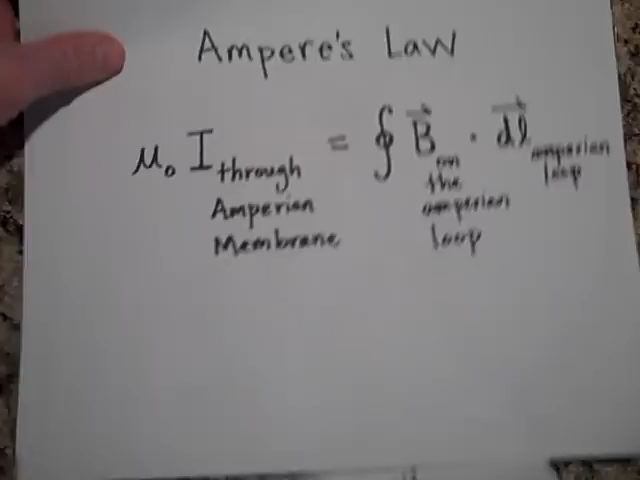 Ampere's Law
μ₀ I through Amperian Membrane = ∮ B⃗ on the amperian loop · dl⃗ amperian loop